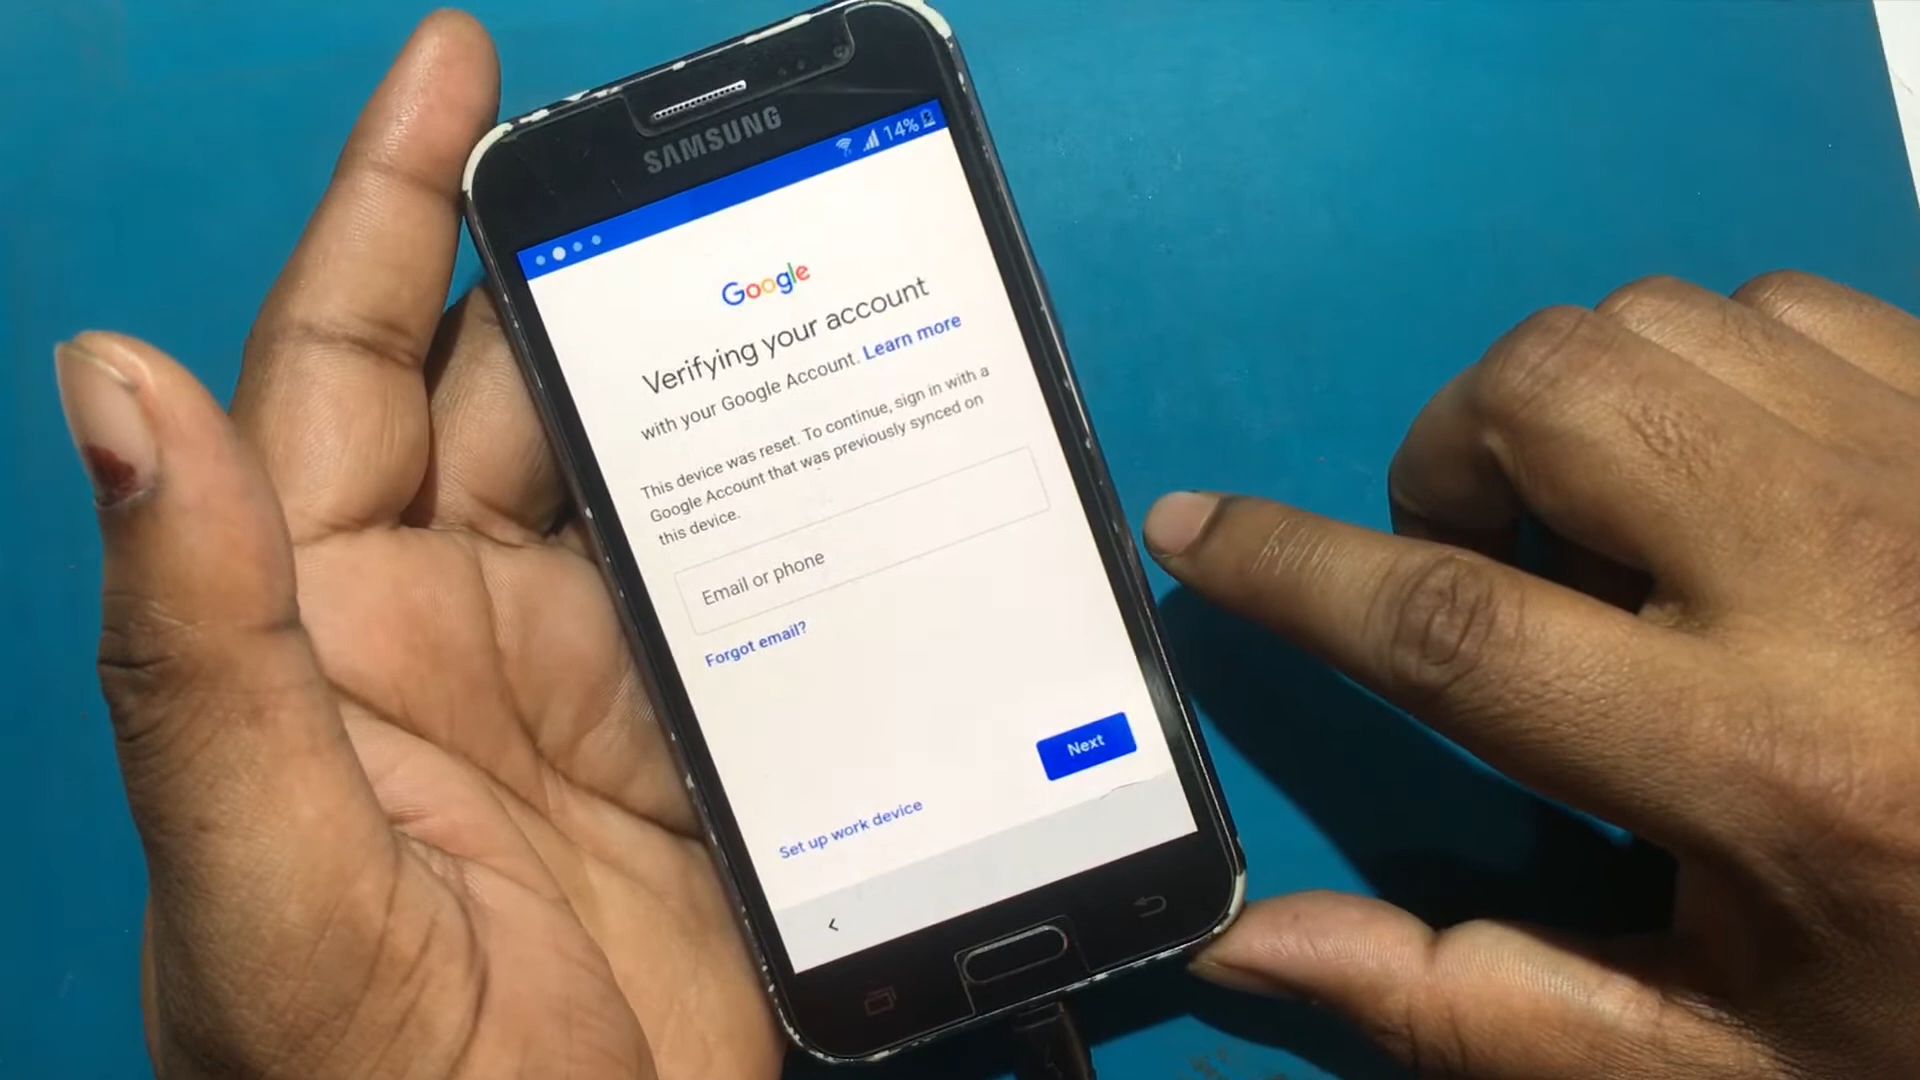 SAMSUNG
14%
Google
Verifying your account
with your Google Account. Learn more
This device was reset. To continue, sign in with a
Google Account that was previously synced on
this device.
Email or phone
Forgot email?
Next
Set up work device